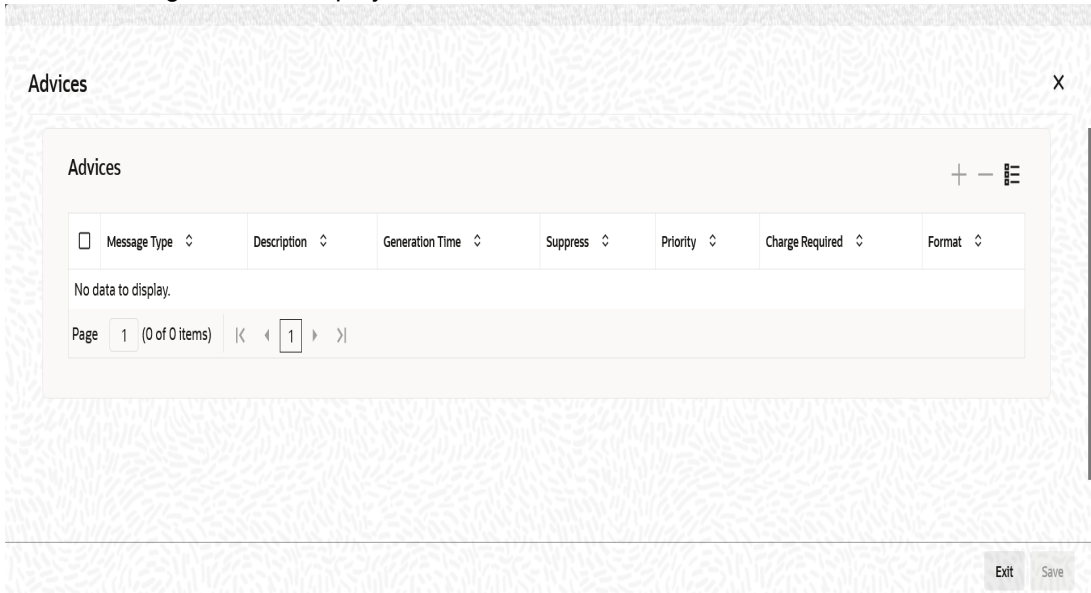 Advices X
Advices
Message Type Description Generation Time Suppress Priority Charge Required Format
No data to display.
Page 1 (0 of 0 items) 1
Exit Save